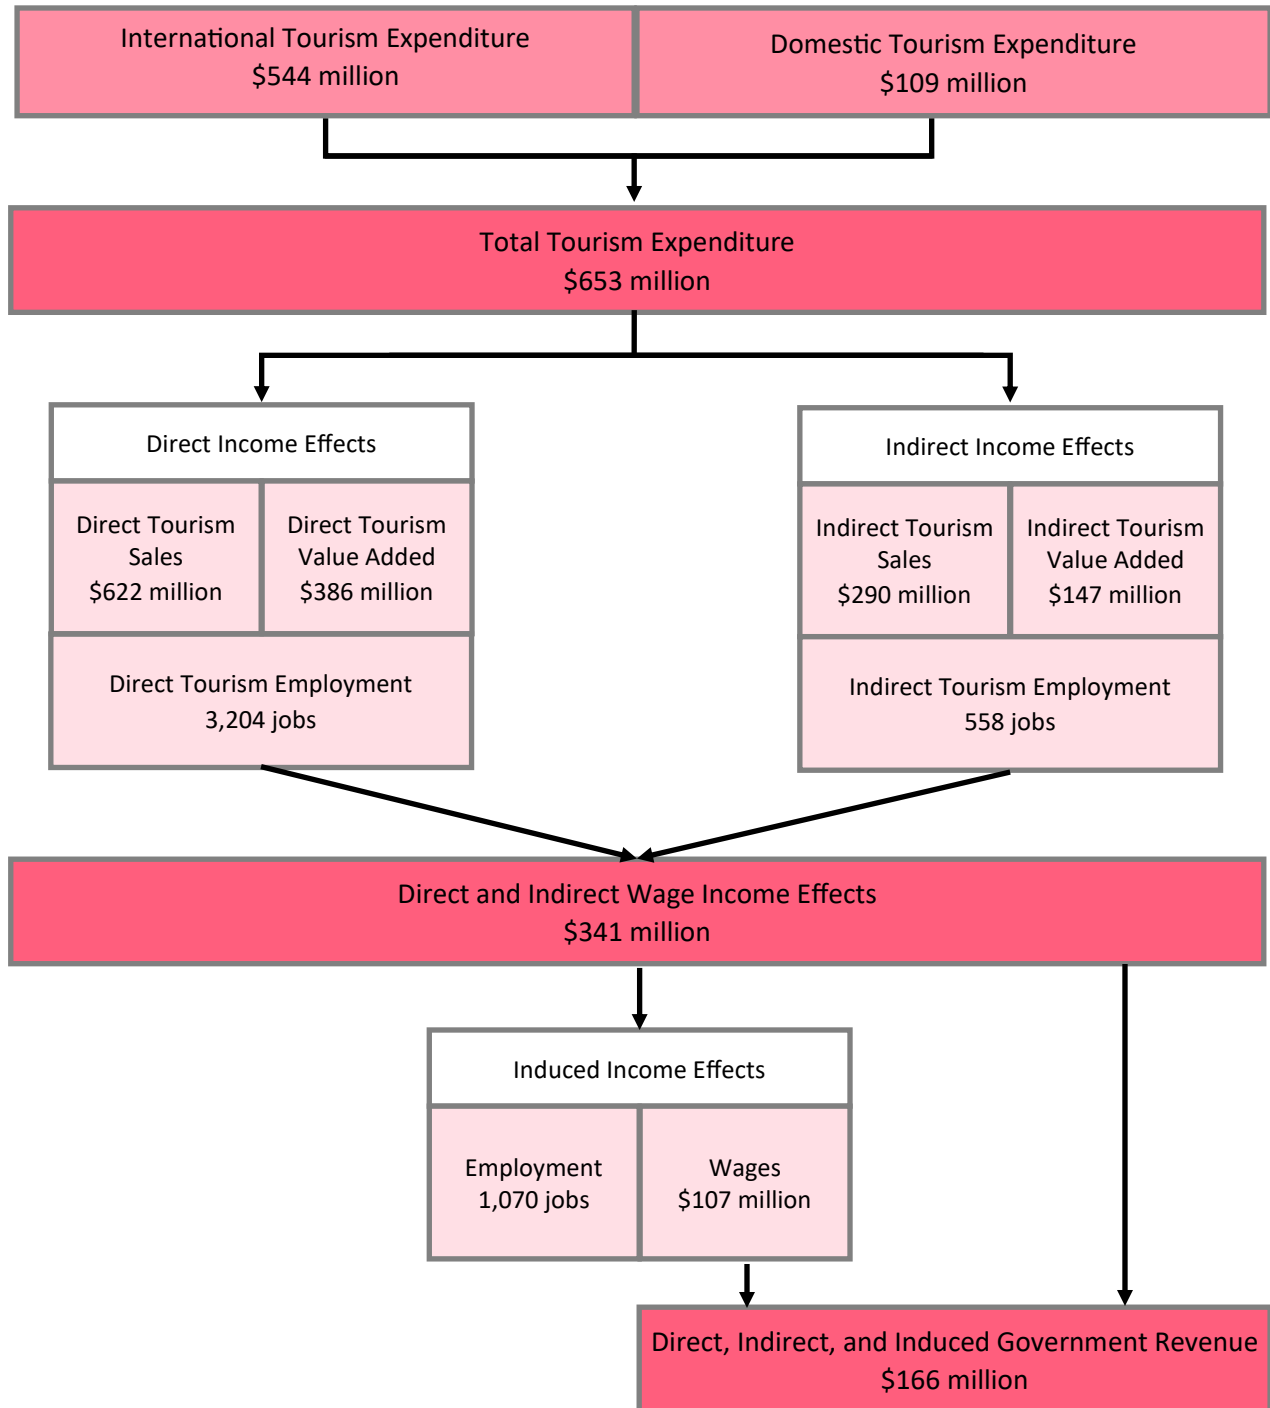 International Tourism Expenditure
$544 million
Domestic Tourism Expenditure
$109 million
Total Tourism Expenditure
$653 million
Direct Income Effects
Direct Tourism
Sales
$622 million
Direct Tourism
Value Added
$386 million
Direct Tourism Employment
3,204 jobs
Indirect Income Effects
Indirect Tourism
Sales
$290 million
Indirect Tourism
Value Added
$147 million
Indirect Tourism Employment
558 jobs
Direct and Indirect Wage Income Effects
$341 million
Induced Income Effects
Employment
1,070 jobs
Wages
$107 million
Direct, Indirect, and Induced Government Revenue
$166 million